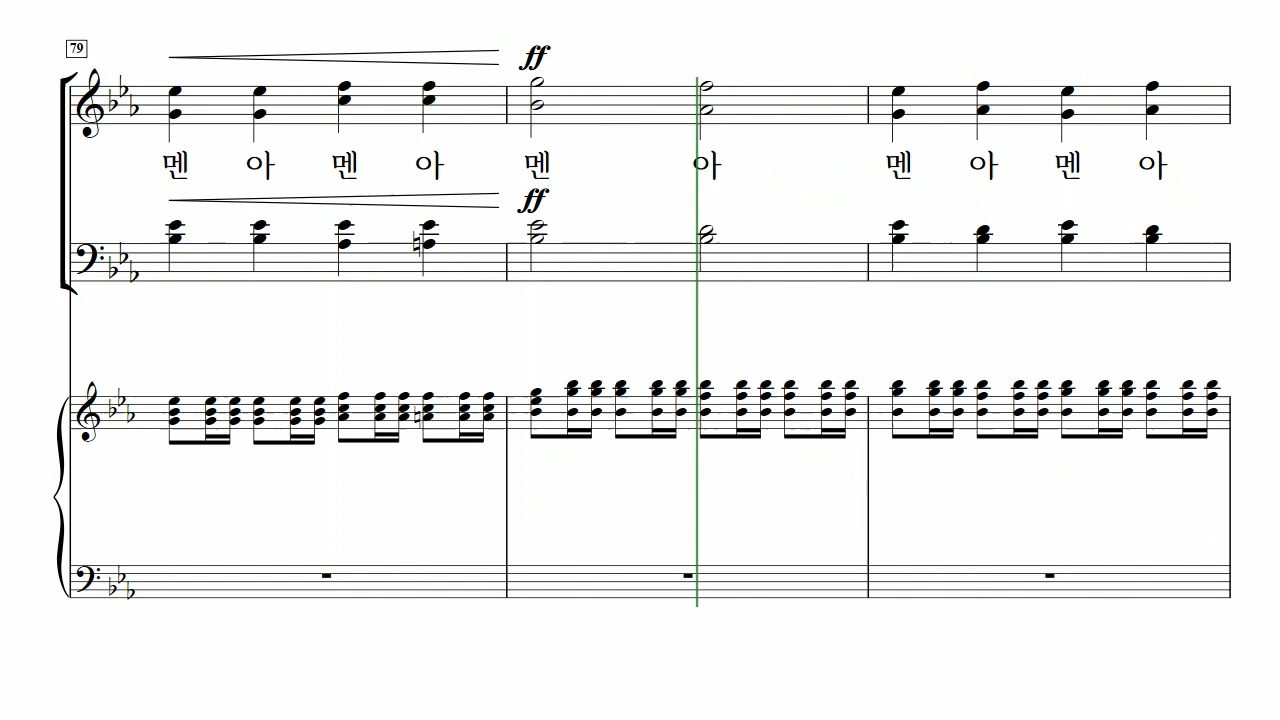 79
ff
멘 아 멘 아 멘 아 멘 아 멘 아
ff